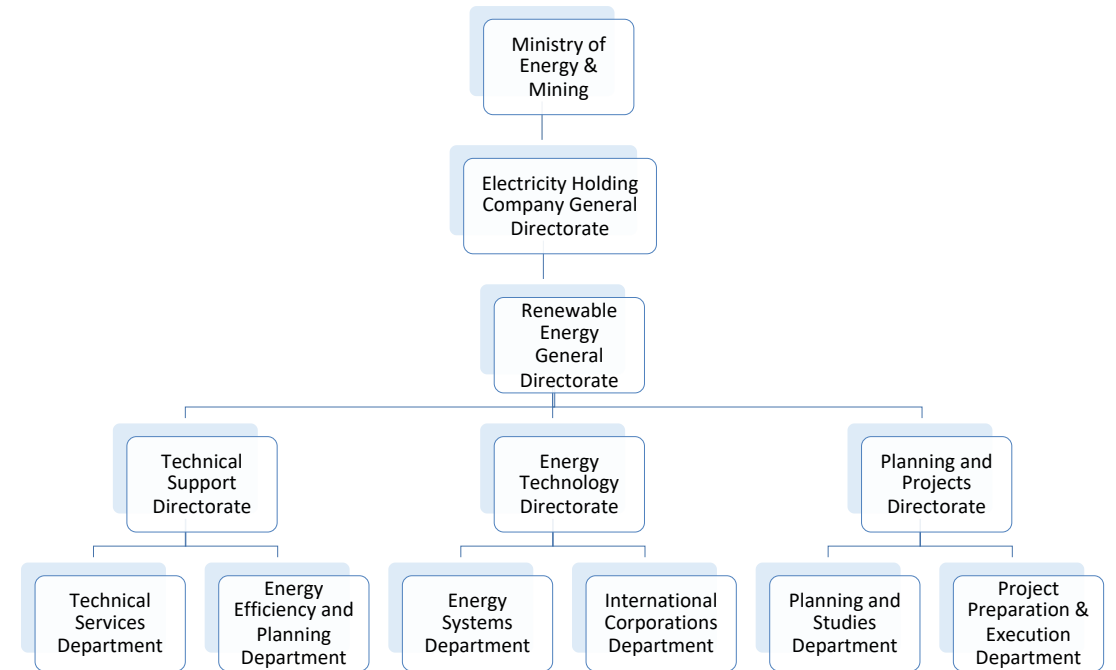 Ministry of
Energy &
Mining
Electricity Holding
Company General
Directorate
Renewable
Energy
General
Directorate
Technical
Support
Directorate
Energy
Technology
Directorate
Planning and
Projects
Directorate
Technical
Services
Department
Energy
Efficiency and
Planning
Department
Energy
Systems
Department
International
Corporations
Department
Planning and
Studies
Department
Project
Preparation &
Execution
Department